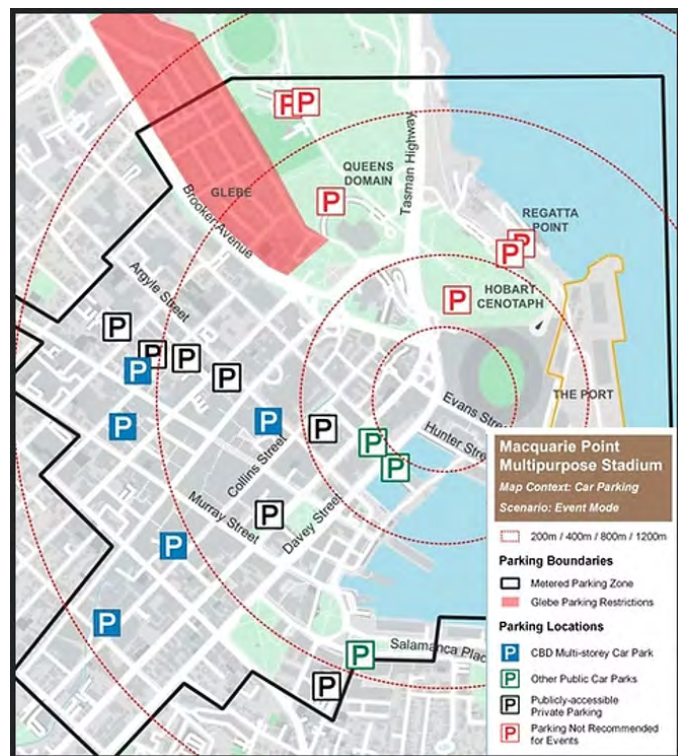 P P
QUEENS
DOMAIN
Tasman Highway
GLEBE
P
Brooker Avenue
REGATTA
POINT
P
P
HOBART
CENOTAPH
P
Argyle Street
P
P P
P
P
THE PORT
Evans Stre
Hunter Stre
P
P
P
P
P
Collins Street
Murray Street
Davey Street
P
P
P
Salamanca Plac
P
P
Macquarie Point
Multipurpose Stadium
Map Context: Car Parking
Scenario: Event Mode
200m / 400m / 800m / 1200m
Parking Boundaries
Metered Parking Zone
Glebe Parking Restrictions
Parking Locations
P CBD Multi-storey Car Park
P Other Public Car Parks
P Publicly-accessible
Private Parking
P Parking Not Recommended
for Events